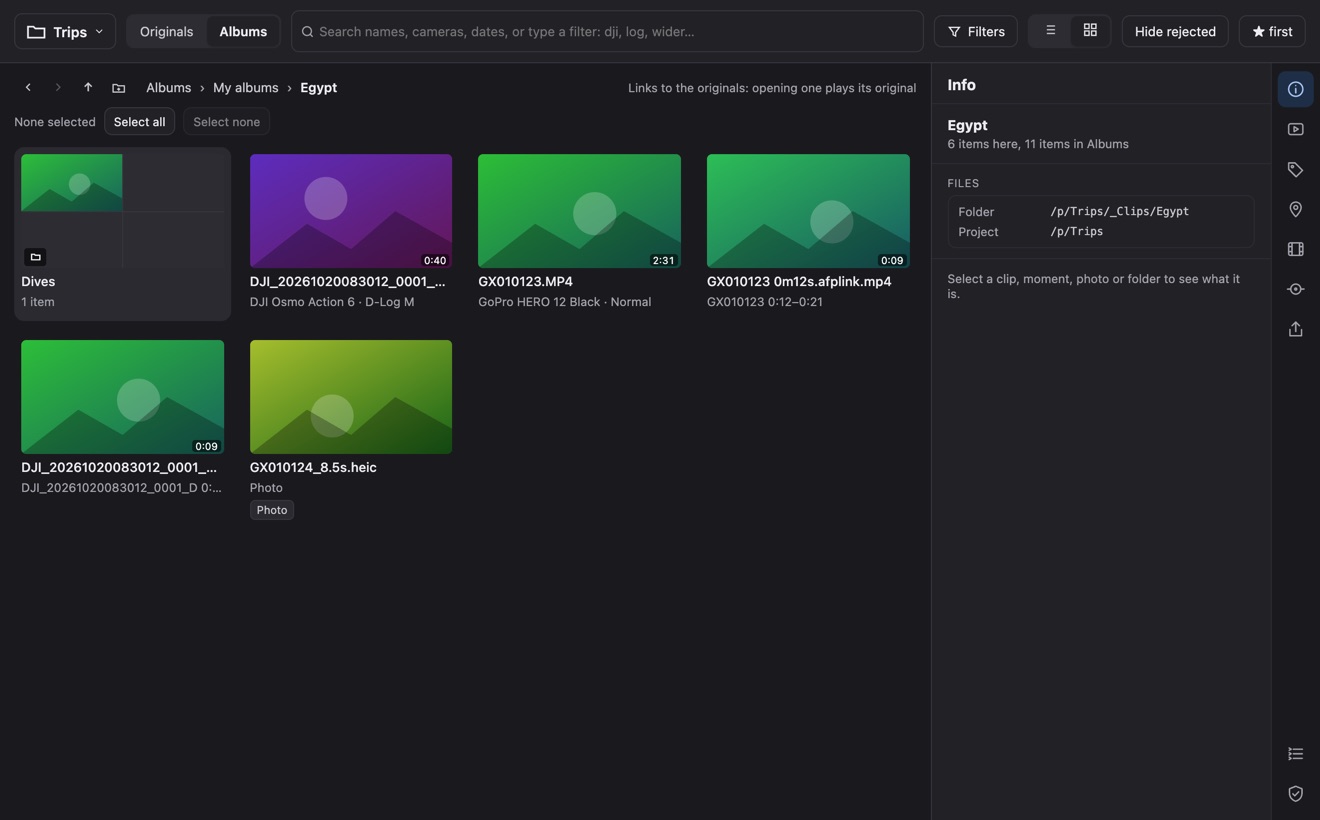 Trips
Originals
Albums
Search names, cameras, dates, or type a filter: dji, log, wider...
Filters
Hide rejected
★ first
Albums › My albums › Egypt
Links to the originals: opening one plays its original
None selected
Select all
Select none
Dives
1 item
0:40
DJI_20261020083012_0001_...
DJI Osmo Action 6 · D-Log M
2:31
GX010123.MP4
GoPro HERO 12 Black · Normal
0:09
GX010123 0m12s.afplink.mp4
GX010123 0:12–0:21
0:09
DJI_20261020083012_0001_...
DJI_20261020083012_0001_D 0:...
GX010124_8.5s.heic
Photo
Photo
Info
Egypt
6 items here, 11 items in Albums
FILES
Folder /p/Trips/_Clips/Egypt
Project /p/Trips
Select a clip, moment, photo or folder to see what it
is.